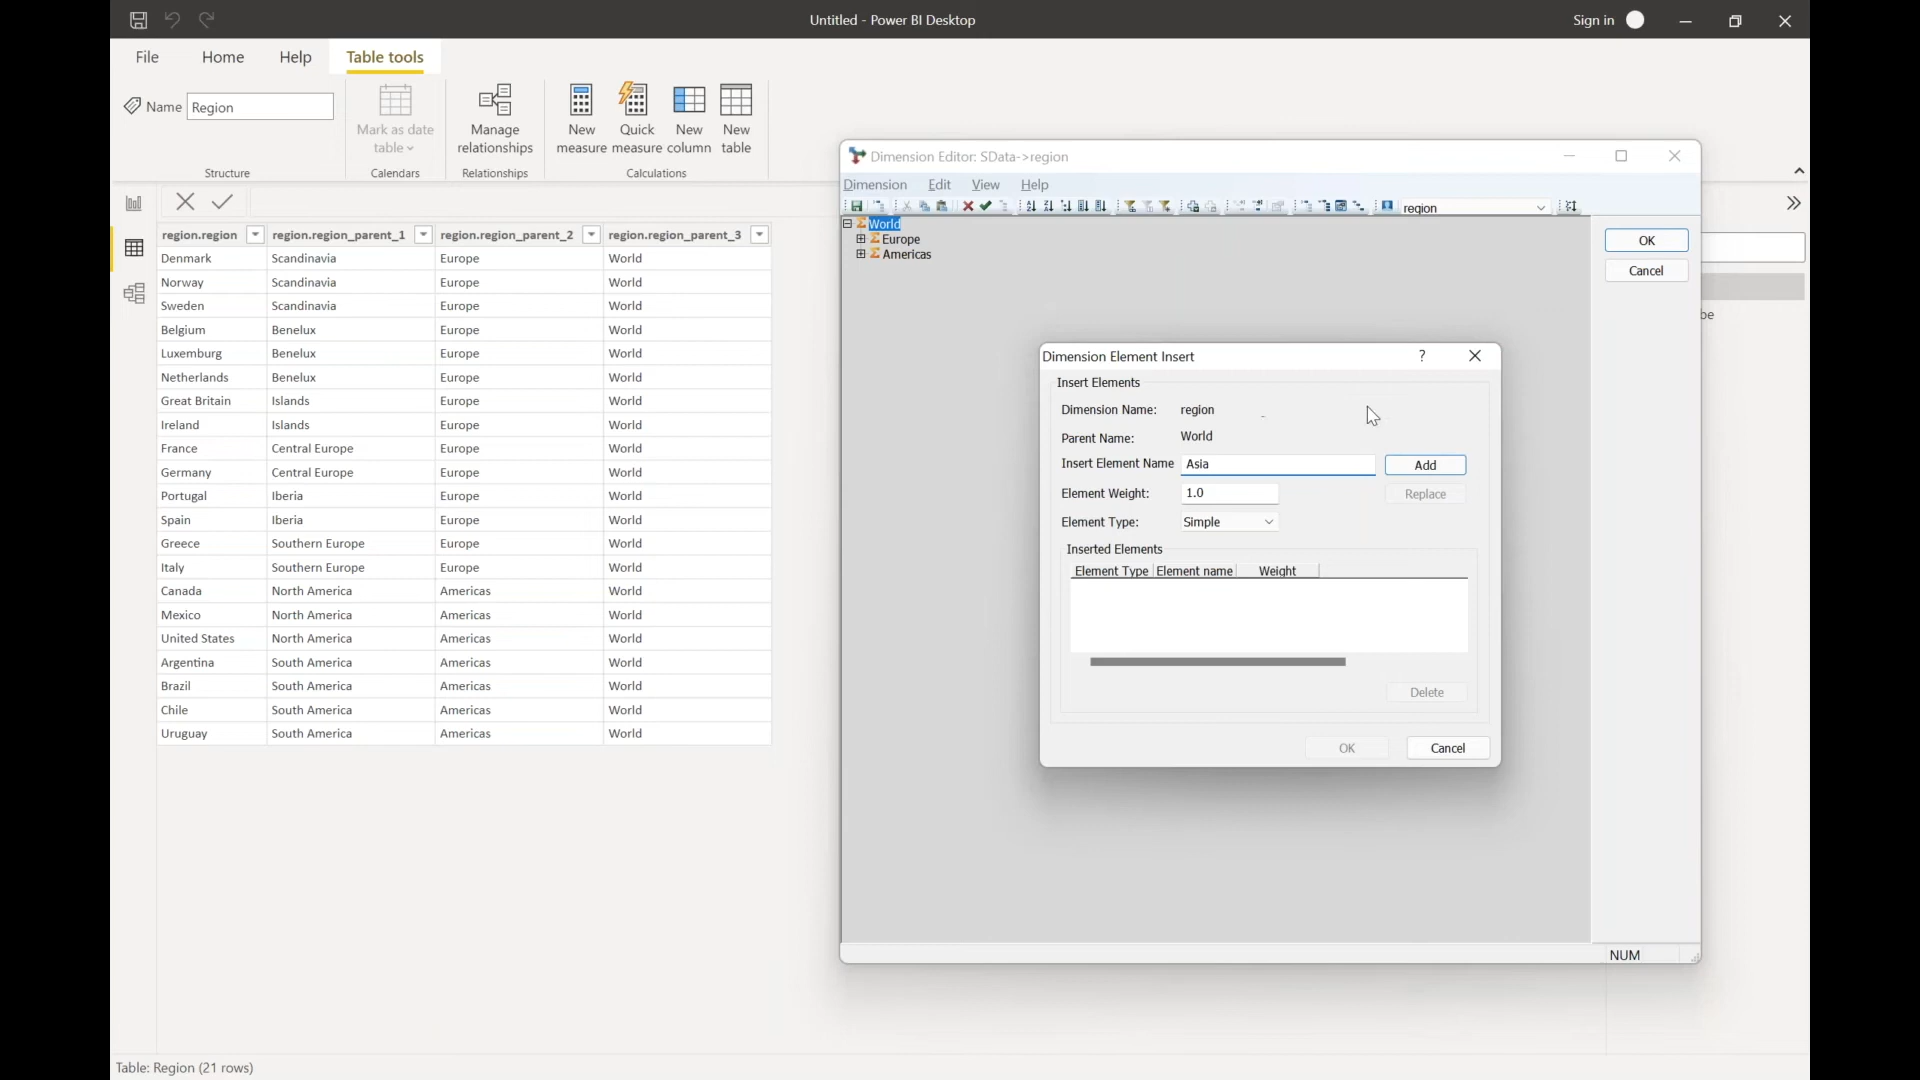 Untitled - Power BI Desktop
Sign in
File Home Help Table tools
Name Region
Mark as date table
Manage relationships
New measure
Quick measure
New column
New table
Structure Calendars Relationships Calculations
region.region region.region_parent_1 region.region_parent_2 region.region_parent_3
Denmark Scandinavia Europe World
Norway Scandinavia Europe World
Sweden Scandinavia Europe World
Belgium Benelux Europe World
Luxemburg Benelux Europe World
Netherlands Benelux Europe World
Great Britain Islands Europe World
Ireland Islands Europe World
France Central Europe Europe World
Germany Central Europe Europe World
Portugal Iberia Europe World
Spain Iberia Europe World
Greece Southern Europe Europe World
Italy Southern Europe Europe World
Canada North America Americas World
Mexico North America Americas World
United States North America Americas World
Argentina South America Americas World
Brazil South America Americas World
Chile South America Americas World
Uruguay South America Americas World
Table: Region (21 rows)
Dimension Editor: SData->region
Dimension Edit View Help
region
World
Europe
Americas
OK
Cancel
be
Dimension Element Insert ?
Insert Elements
Dimension Name: region
Parent Name: World
Insert Element Name Asia Add
Element Weight: 1.0 Replace
Element Type: Simple
Inserted Elements
Element Type Element name Weight
Delete
OK Cancel
NUM